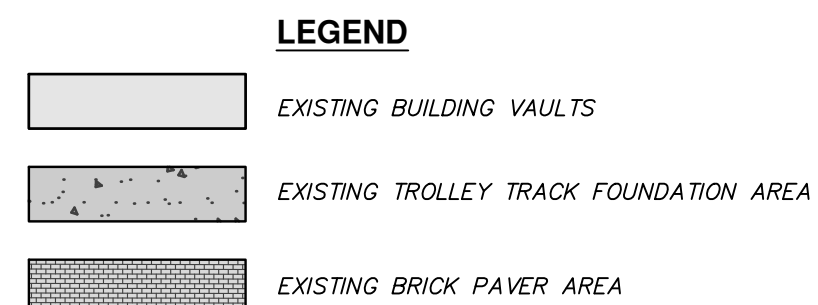 LEGEND
EXISTING BUILDING VAULTS
EXISTING TROLLEY TRACK FOUNDATION AREA
EXISTING BRICK PAVER AREA